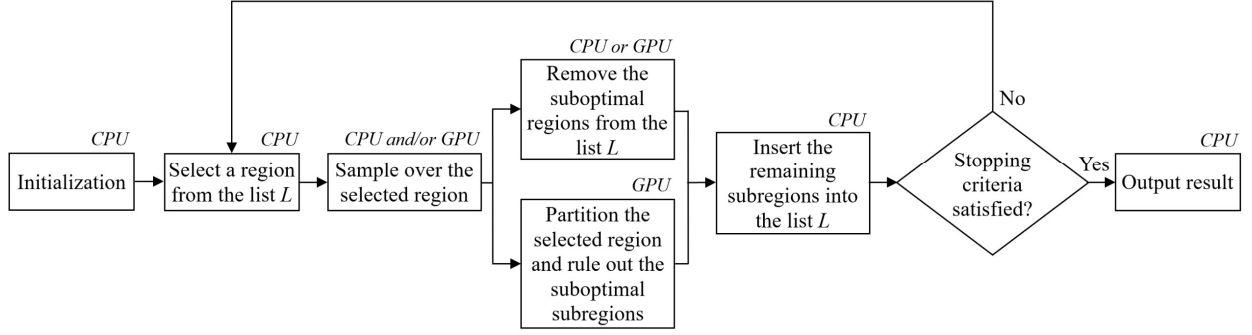 CPU
Initialization
CPU
Select a region
from the list L
CPU and/or GPU
Sample over the
selected region
CPU or GPU
Remove the
suboptimal
regions from the
list L
GPU
Partition the
selected region
and rule out the
suboptimal
subregions
CPU
Insert the
remaining
subregions into
the list L
No
Stopping
criteria
satisfied?
Yes
CPU
Output result